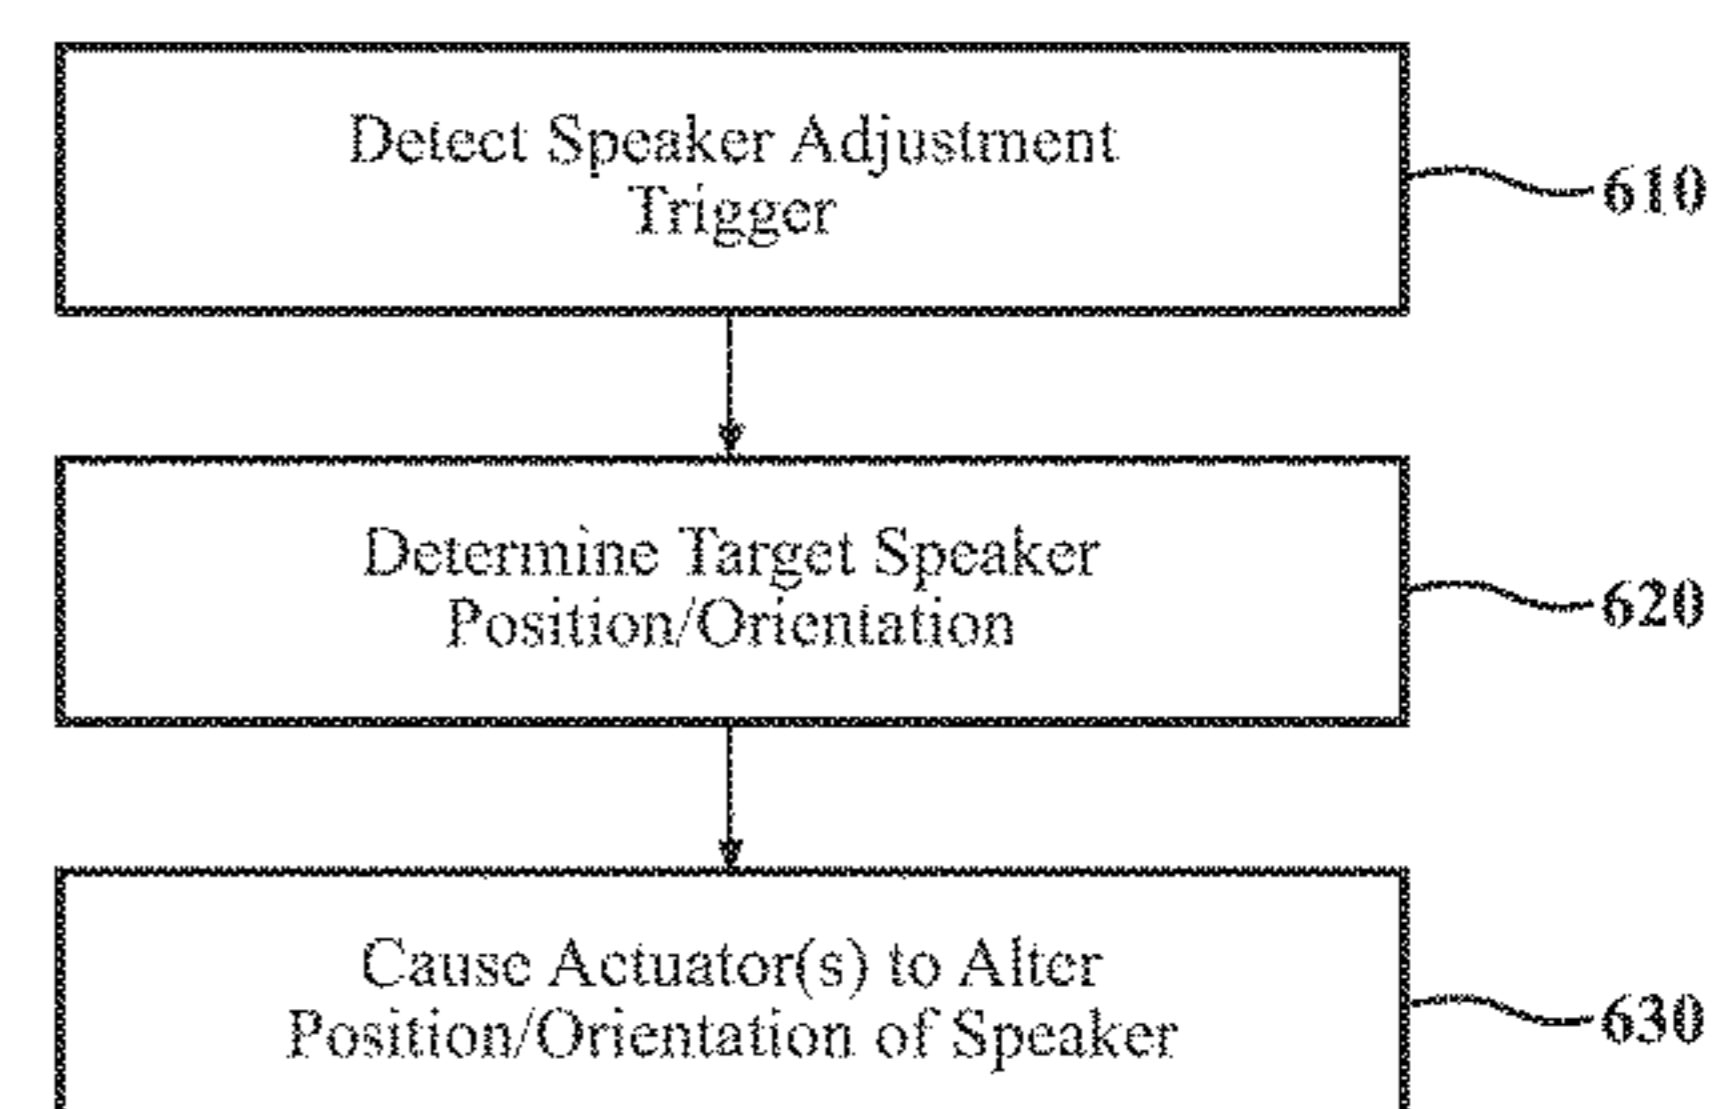 Detect Speaker Adjustment
Trigger
610
Determine Target Speaker
Position/Orientation
620
Cause Actuator(s) to Alter
Position/Orientation of Speaker
630